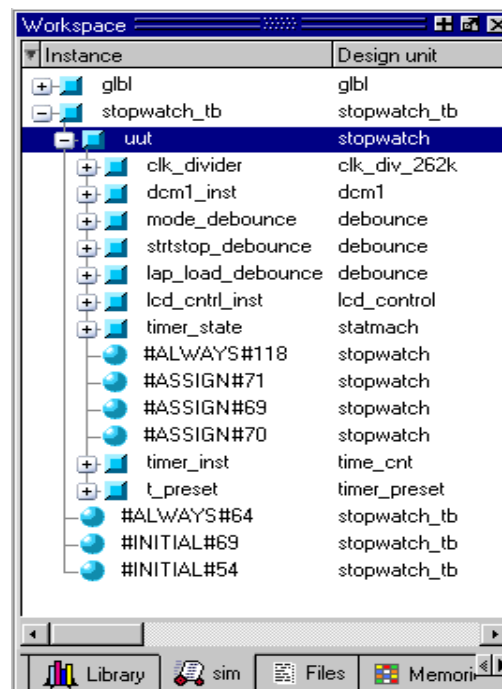 Workspace
Instance Design unit
glbl glbl
stopwatch_tb stopwatch_tb
uut stopwatch
clk_divider clk_div_262k
dcm1_inst dcm1
mode_debounce debounce
strtstop_debounce debounce
lap_load_debounce debounce
lcd_cntrl_inst lcd_control
timer_state statmach
#ALWAYS#118 stopwatch
#ASSIGN#71 stopwatch
#ASSIGN#69 stopwatch
#ASSIGN#70 stopwatch
timer_inst time_cnt
t_preset timer_preset
#ALWAYS#64 stopwatch_tb
#INITIAL#69 stopwatch_tb
#INITIAL#54 stopwatch_tb
Library sim Files Memori